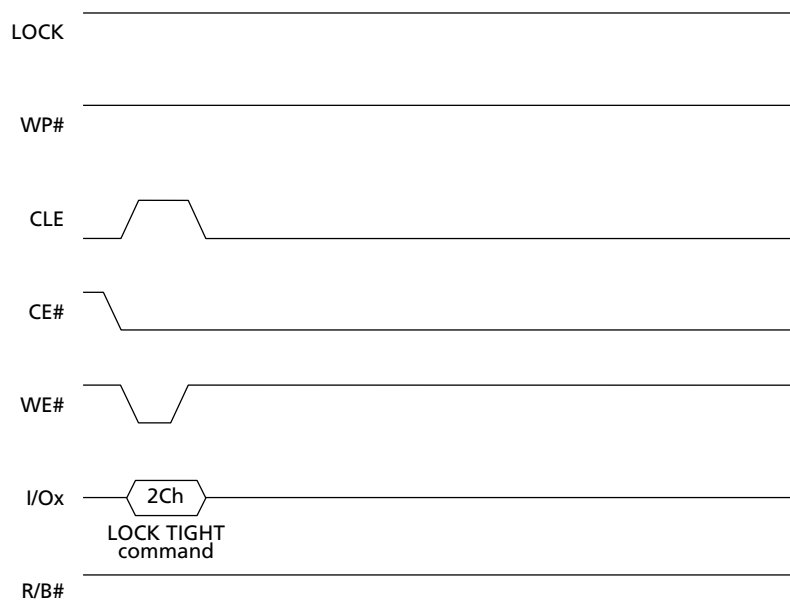 LOCK
WP#
CLE
CE#
WE#
I/Ox
2Ch
LOCK TIGHT
command
R/B#